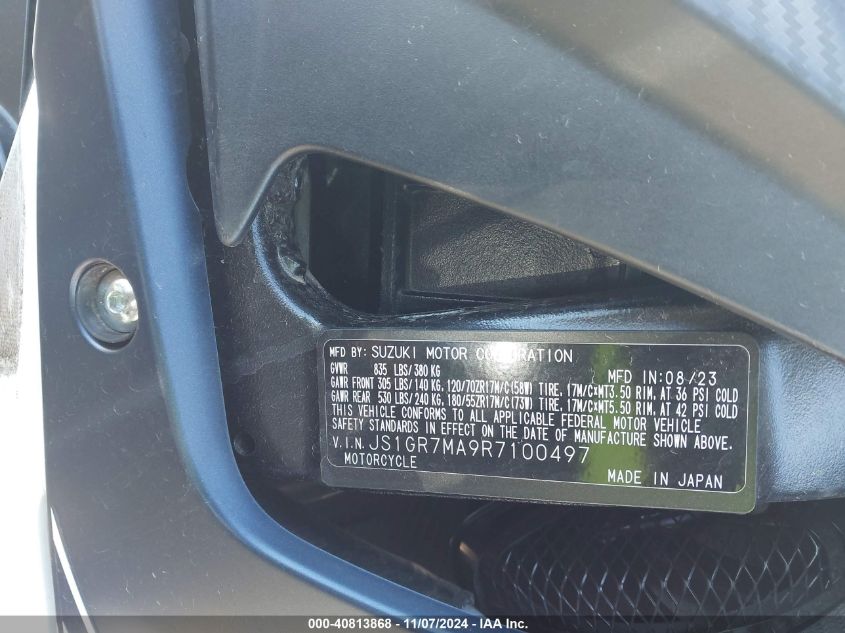 MFD BY: SUZUKI MOTOR CORPORATION
GVWR 835 LBS/380 KG MFD IN:08/23
GAWR FRONT 305 LBS/140 KG, 120/70ZR17M/C(58W) TIRE, 17M/C×MT3.50 RIM, AT 36 PSI COLD
GAWR REAR 530 LBS/240 KG, 180/55ZR17M/C(73W) TIRE, 17M/C×MT5.50 RIM, AT 42 PSI COLD
THIS VEHICLE CONFORMS TO ALL APPLICABLE FEDERAL MOTOR VEHICLE
SAFETY STANDARDS IN EFFECT ON THE DATE OF MANUFACTURE SHOWN ABOVE.
V.I.N. JS1GR7MA9R7100497
MOTORCYCLE MADE IN JAPAN
000-40813868 - 11/07/2024 - IAAI Inc.